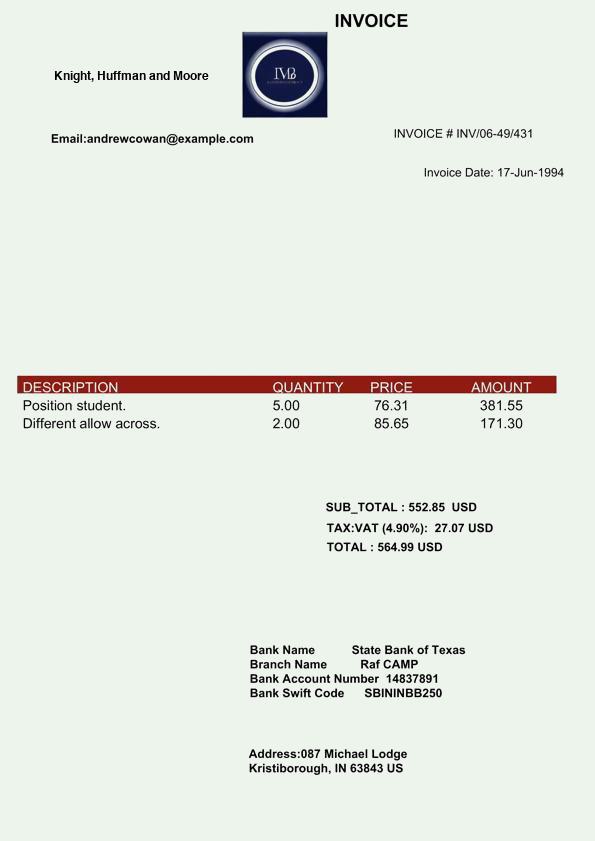 INVOICE
Knight, Huffman and Moore
Email:andrewcowan@example.com
INVOICE # INV/06-49/431
Invoice Date: 17-Jun-1994
DESCRIPTION QUANTITY PRICE AMOUNT
Position student. 5.00 76.31 381.55
Different allow across. 2.00 85.65 171.30
SUB_TOTAL : 552.85 USD
TAX:VAT (4.90%): 27.07 USD
TOTAL : 564.99 USD
Bank Name State Bank of Texas
Branch Name Raf CAMP
Bank Account Number 14837891
Bank Swift Code SBININBB250
Address:087 Michael Lodge
Kristiborough, IN 63843 US